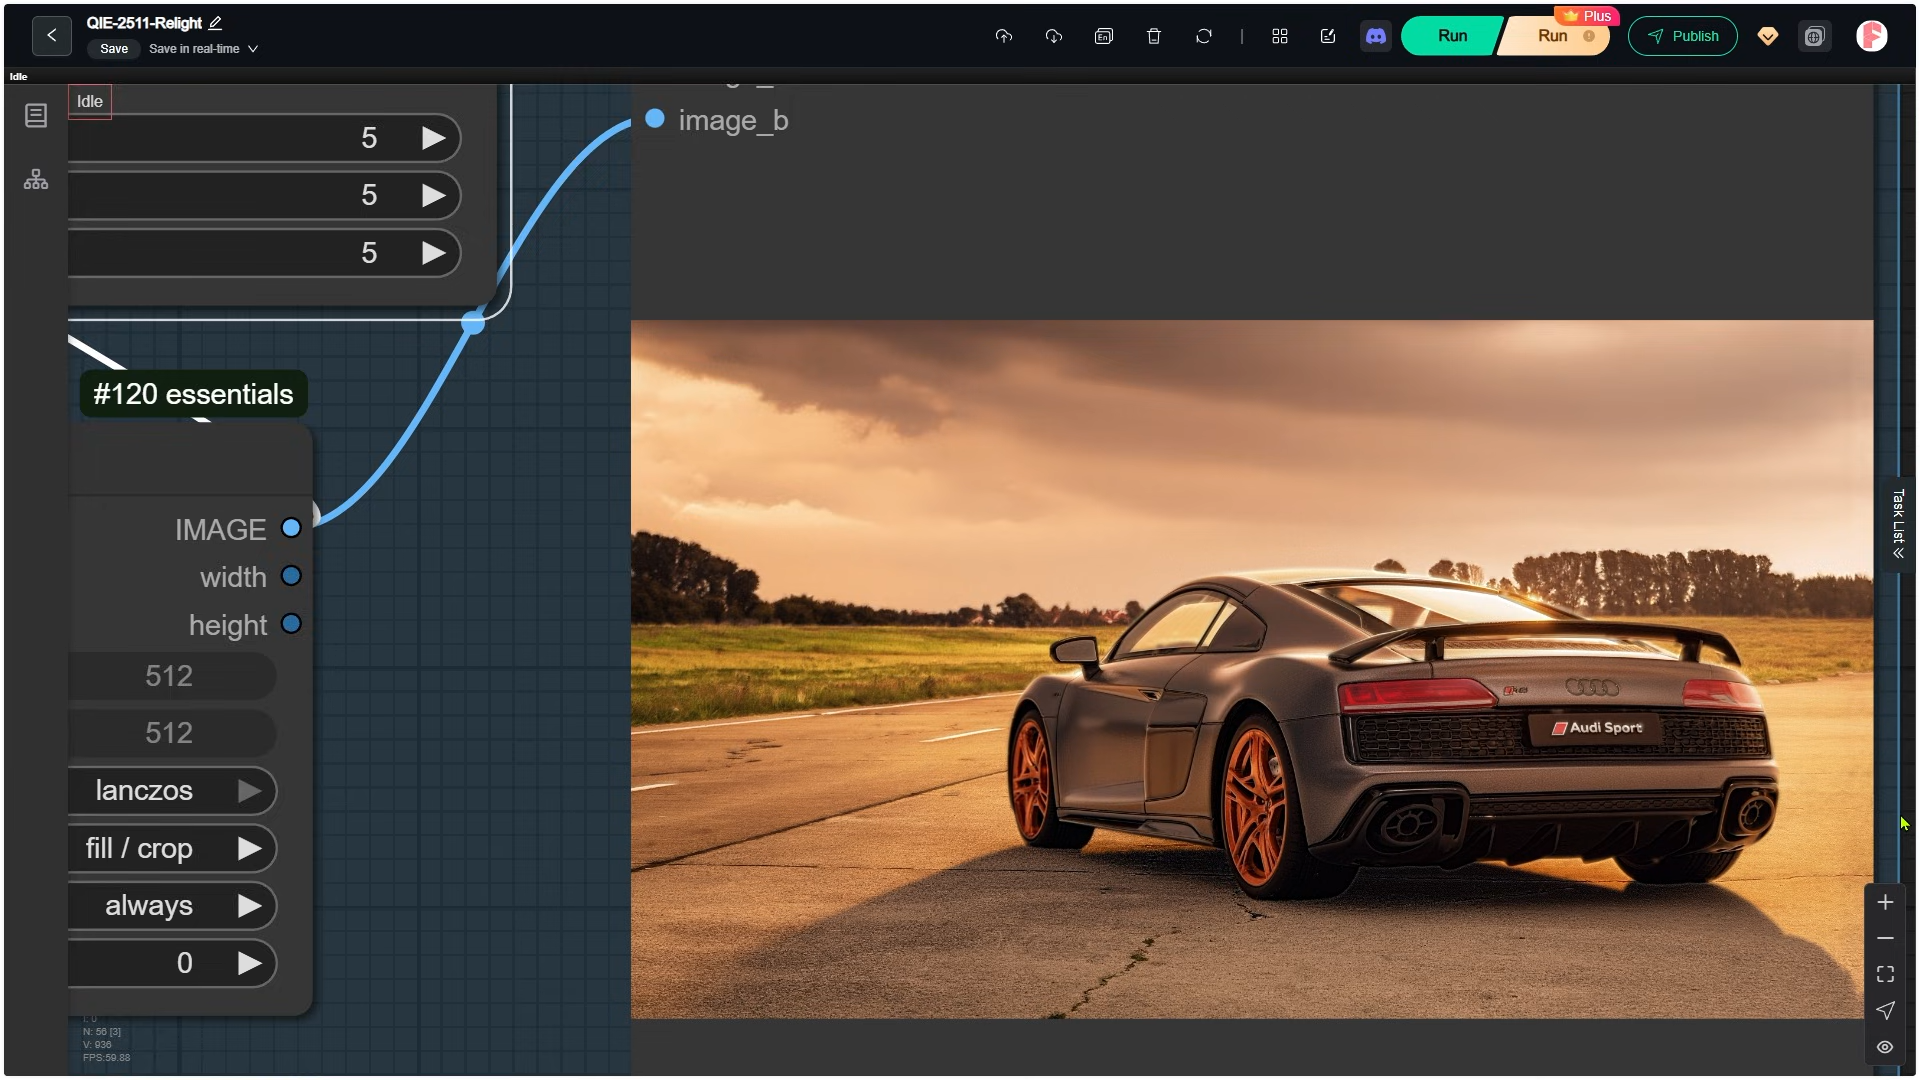 QIE-2511-Relight
Save
Save in real-time
En
Run
Run
Plus
Publish
Idle
Idle
5
5
5
image_b
#120 essentials
IMAGE
width
height
512
512
lanczos
fill / crop
always
0
Audi Sport
Task List
N: 56 [3]
V: 936
FPS:59.88